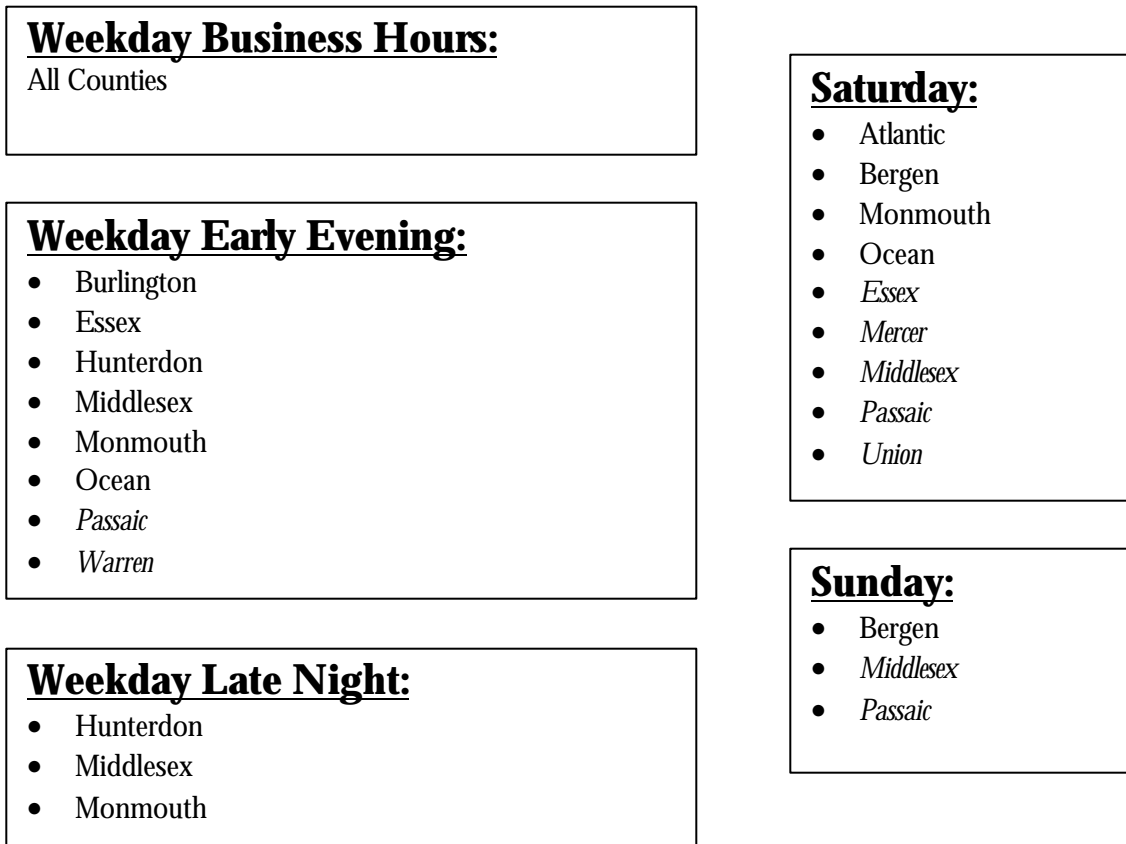 Weekday Business Hours:
All Counties
Weekday Early Evening:
• Burlington
• Essex
• Hunterdon
• Middlesex
• Monmouth
• Ocean
• Passaic
• Warren
Weekday Late Night:
• Hunterdon
• Middlesex
• Monmouth
Saturday:
• Atlantic
• Bergen
• Monmouth
• Ocean
• Essex
• Mercer
• Middlesex
• Passaic
• Union
Sunday:
• Bergen
• Middlesex
• Passaic